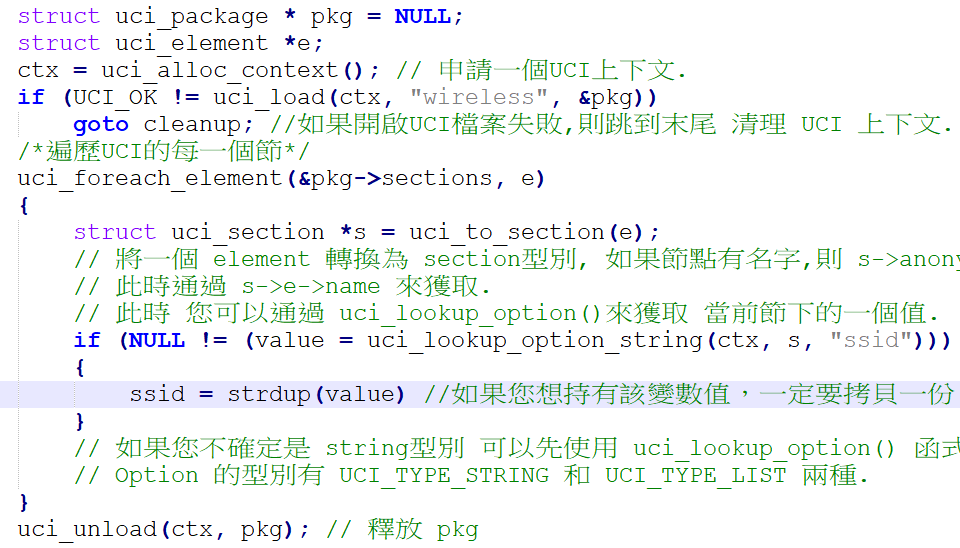 struct uci_package * pkg = NULL;
struct uci_element *e;
ctx = uci_alloc_context(); // 申請一個UCI上下文.
if (UCI_OK != uci_load(ctx, "wireless", &pkg))
goto cleanup; //如果開啟UCI檔案失敗,則跳到末尾 清理 UCI 上下文.
/*遍歷UCI的每一個節*/
uci_foreach_element(&pkg->sections, e)
{
struct uci_section *s = uci_to_section(e);
// 將一個 element 轉換為 section型別, 如果節點有名字,則 s->anony
// 此時通過 s->e->name 來獲取.
// 此時 您可以通過 uci_lookup_option()來獲取 當前節下的一個值.
if (NULL != (value = uci_lookup_option_string(ctx, s, "ssid")))
{
ssid = strdup(value) //如果您想持有該變數值，一定要拷貝一份
}
// 如果您不確定是 string型別 可以先使用 uci_lookup_option() 函式
// Option 的型別有 UCI_TYPE_STRING 和 UCI_TYPE_LIST 兩種.
}
uci_unload(ctx, pkg); // 釋放 pkg